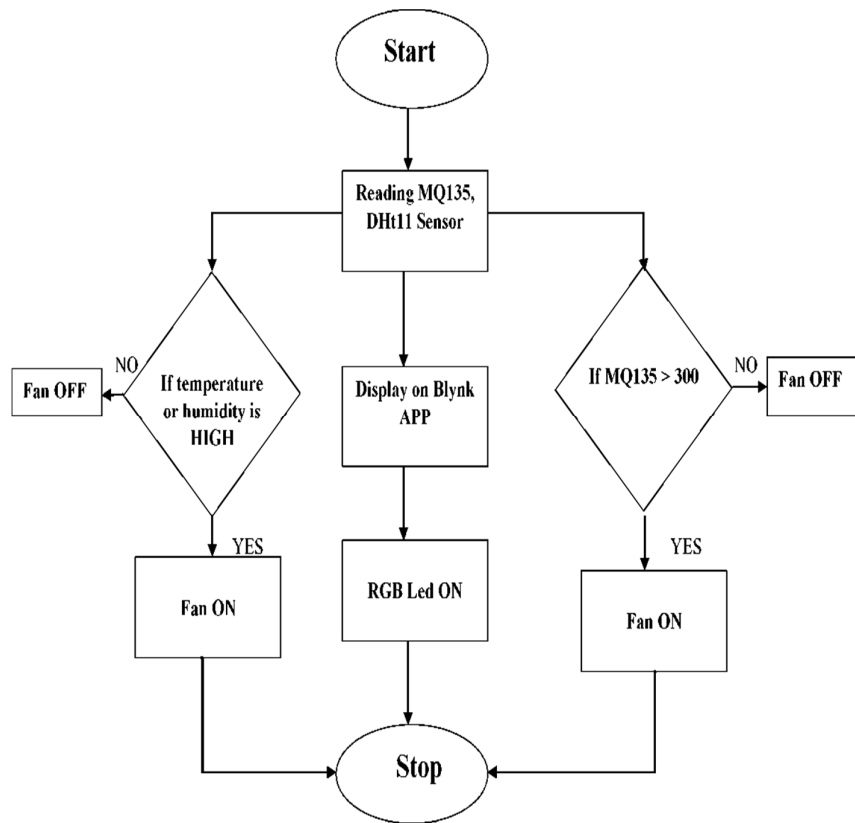 Start
Reading MQ135,
DHt11 Sensor
NO
Fan OFF
If temperature
or humidity is
HIGH
YES
Fan ON
Display on Blynk
APP
RGB Led ON
If MQ135 > 300
NO
Fan OFF
YES
Fan ON
Stop